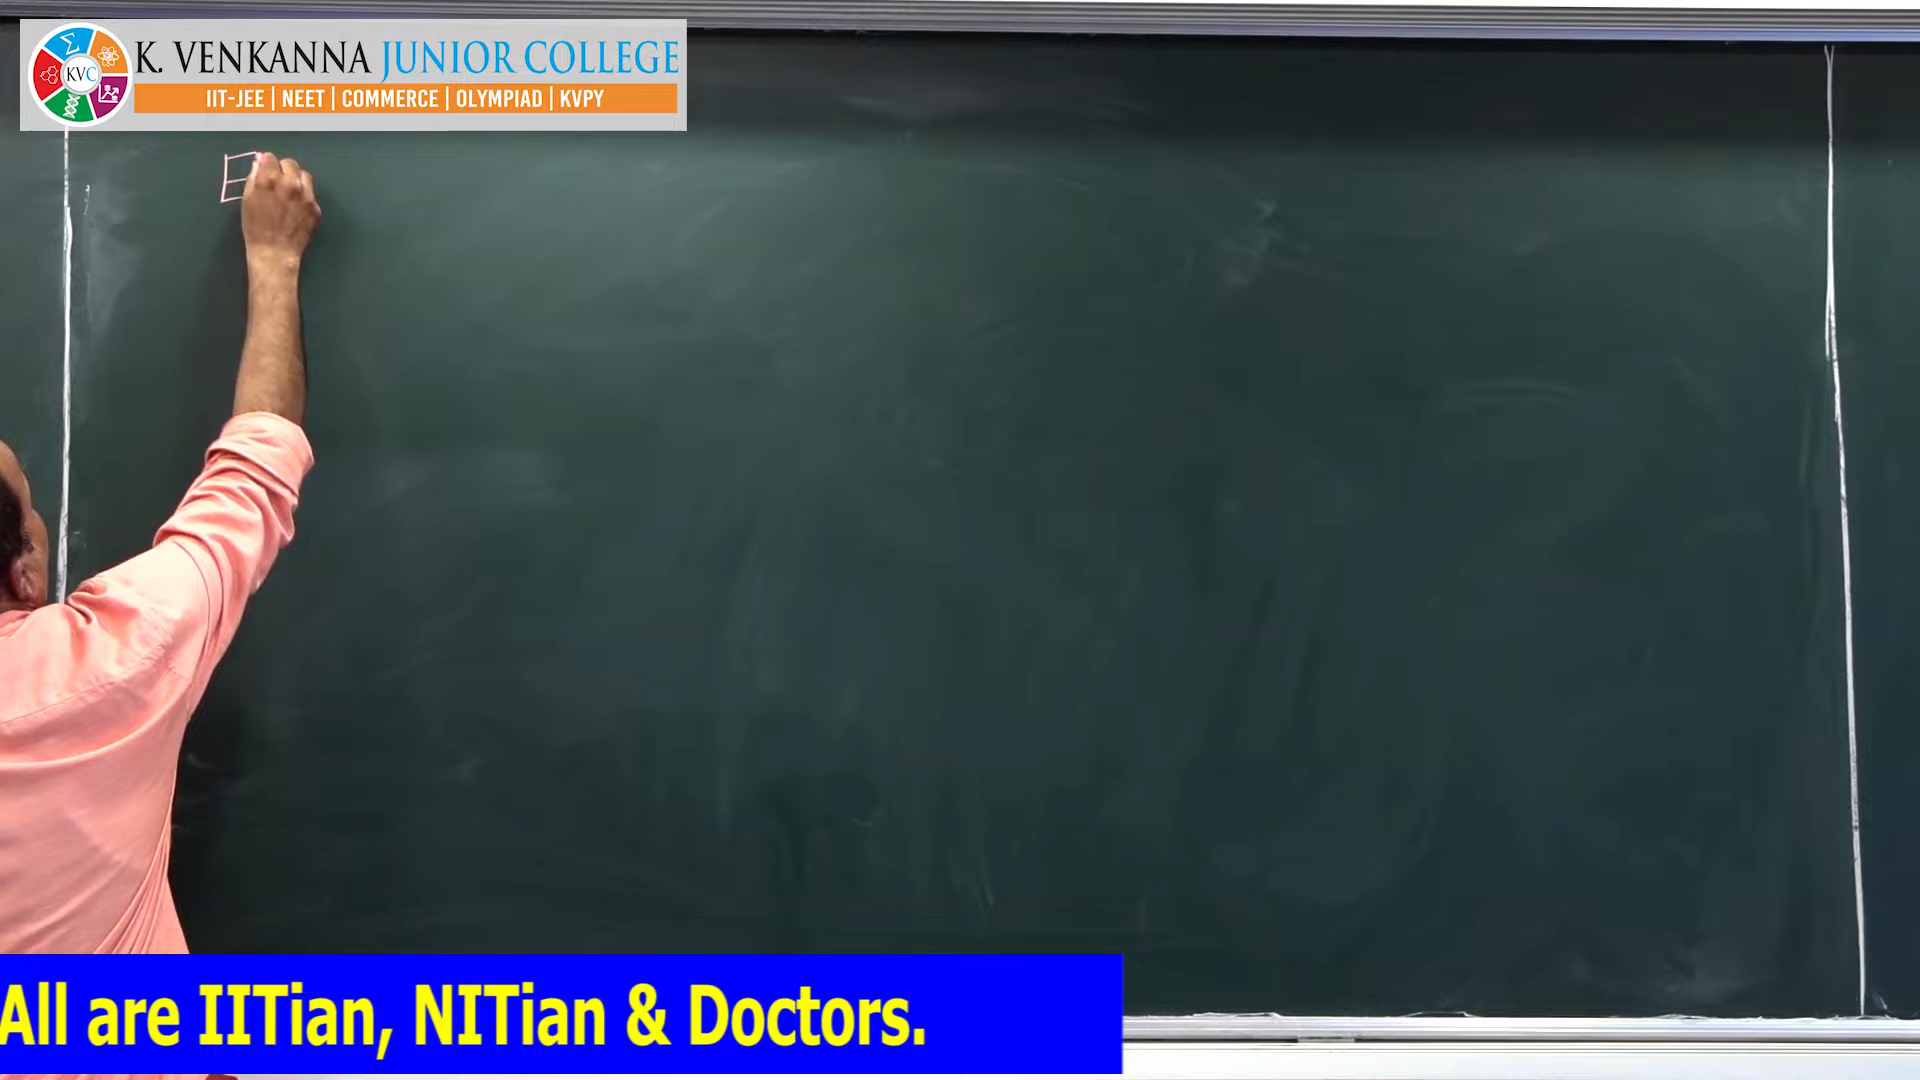 KVC
K. VENKANNA JUNIOR COLLEGE
IIT-JEE | NEET | COMMERCE | OLYMPIAD | KVPY
All are IITian, NITian & Doctors.